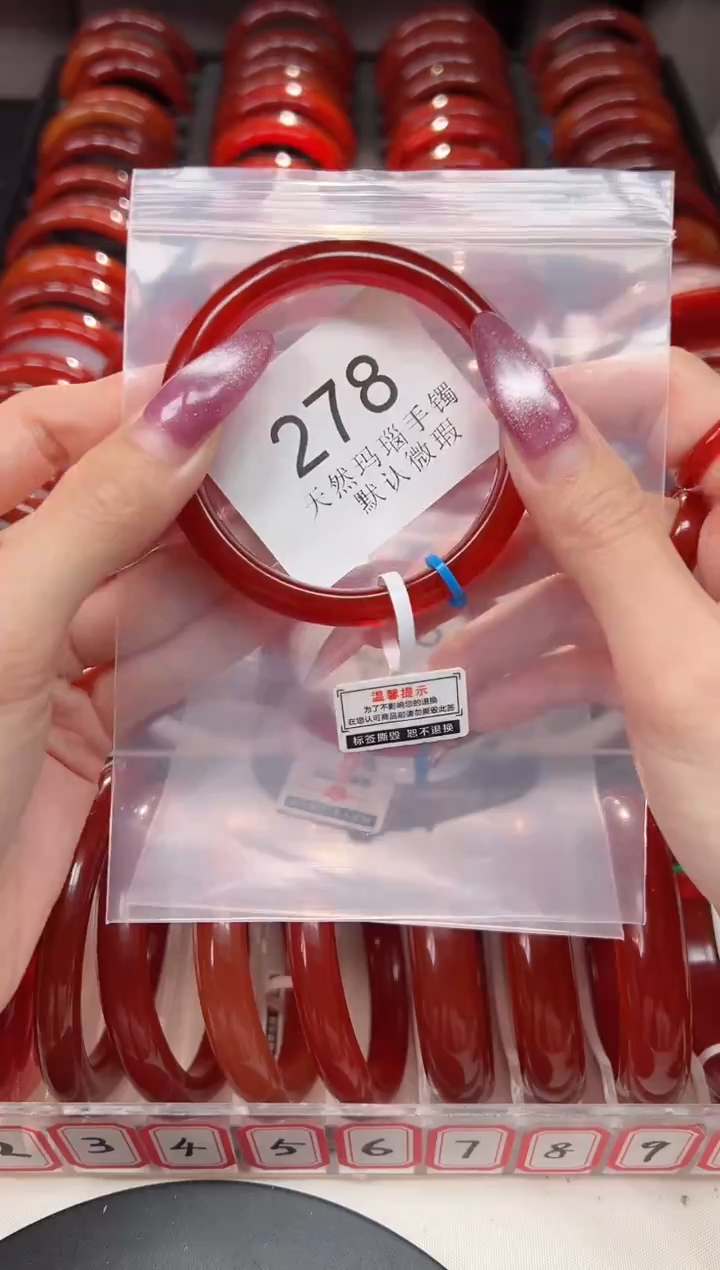 278
天然玛瑙手镯
默认微瑕
温馨提示
为了不影响您的退换
在您认可商品前请勿撕毁此签
标签撕毁 恕不退换
2 3 4 5 6 7 8 9